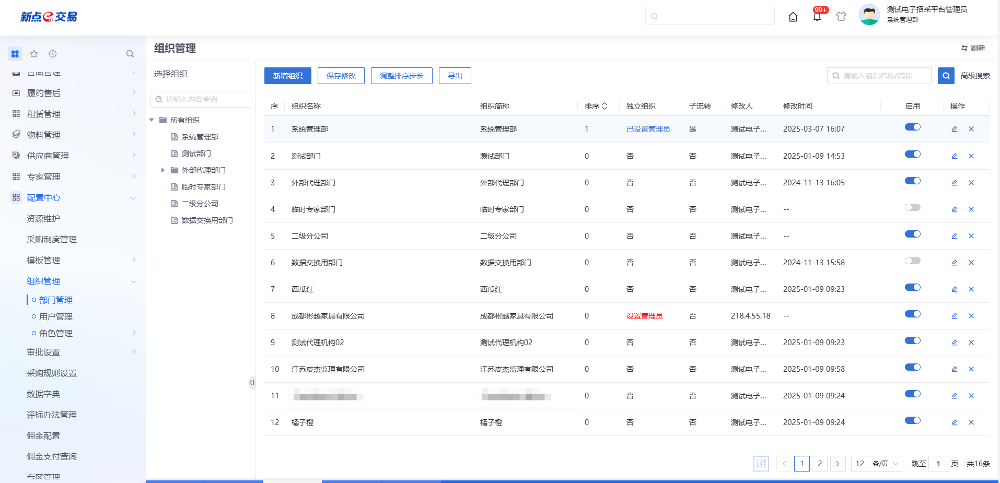 新点e交易
99+
测试电子招采平台管理员
系统管理部
合同管理
履约售后
租赁管理
物料管理
供应商管理
专家管理
配置中心
资源维护
采购制度管理
模板管理
组织管理
部门管理
用户管理
角色管理
审批设置
采购规则设置
数据字典
评标办法管理
佣金配置
佣金支付查询
专区管理
组织管理
刷新
选择组织
请输入内容查询
所有组织
系统管理部
测试部门
外部代理部门
临时专家部门
二级分公司
数据交换用部门
新增组织 保存修改 调整排序步长 导出
请输入组织名称/简称 高级搜索
序 组织名称 组织简称 排序 独立组织 子流转 修改人 修改时间 启用 操作
1 系统管理部 系统管理部 1 已设置管理员 是 测试电子... 2025-03-07 16:07
2 测试部门 测试部门 0 否 否 测试电子... 2025-01-09 14:53
3 外部代理部门 外部代理部门 0 否 否 测试电子... 2024-11-13 16:05
4 临时专家部门 临时专家部门 0 否 否 测试电子... --
5 二级分公司 二级分公司 0 否 否 测试电子... --
6 数据交换用部门 数据交换用部门 0 否 否 测试电子... 2024-11-13 15:58
7 西瓜红 西瓜红 0 否 否 测试电子... 2025-01-09 09:23
8 成都彬越家具有限公司 成都彬越家具有限公司 0 设置管理员 否 218.4.55.18 --
9 测试代理机构02 测试代理机构02 0 否 否 测试电子... 2025-01-09 09:23
10 江苏皮杰监理有限公司 江苏皮杰监理有限公司 0 否 否 测试电子... 2025-01-09 09:58
11 0 否 否 测试电子... 2025-01-09 09:24
12 橘子橙 橘子橙 0 否 否 测试电子... 2025-01-09 09:24
1 2 12 条/页 跳至 1 页 共16条